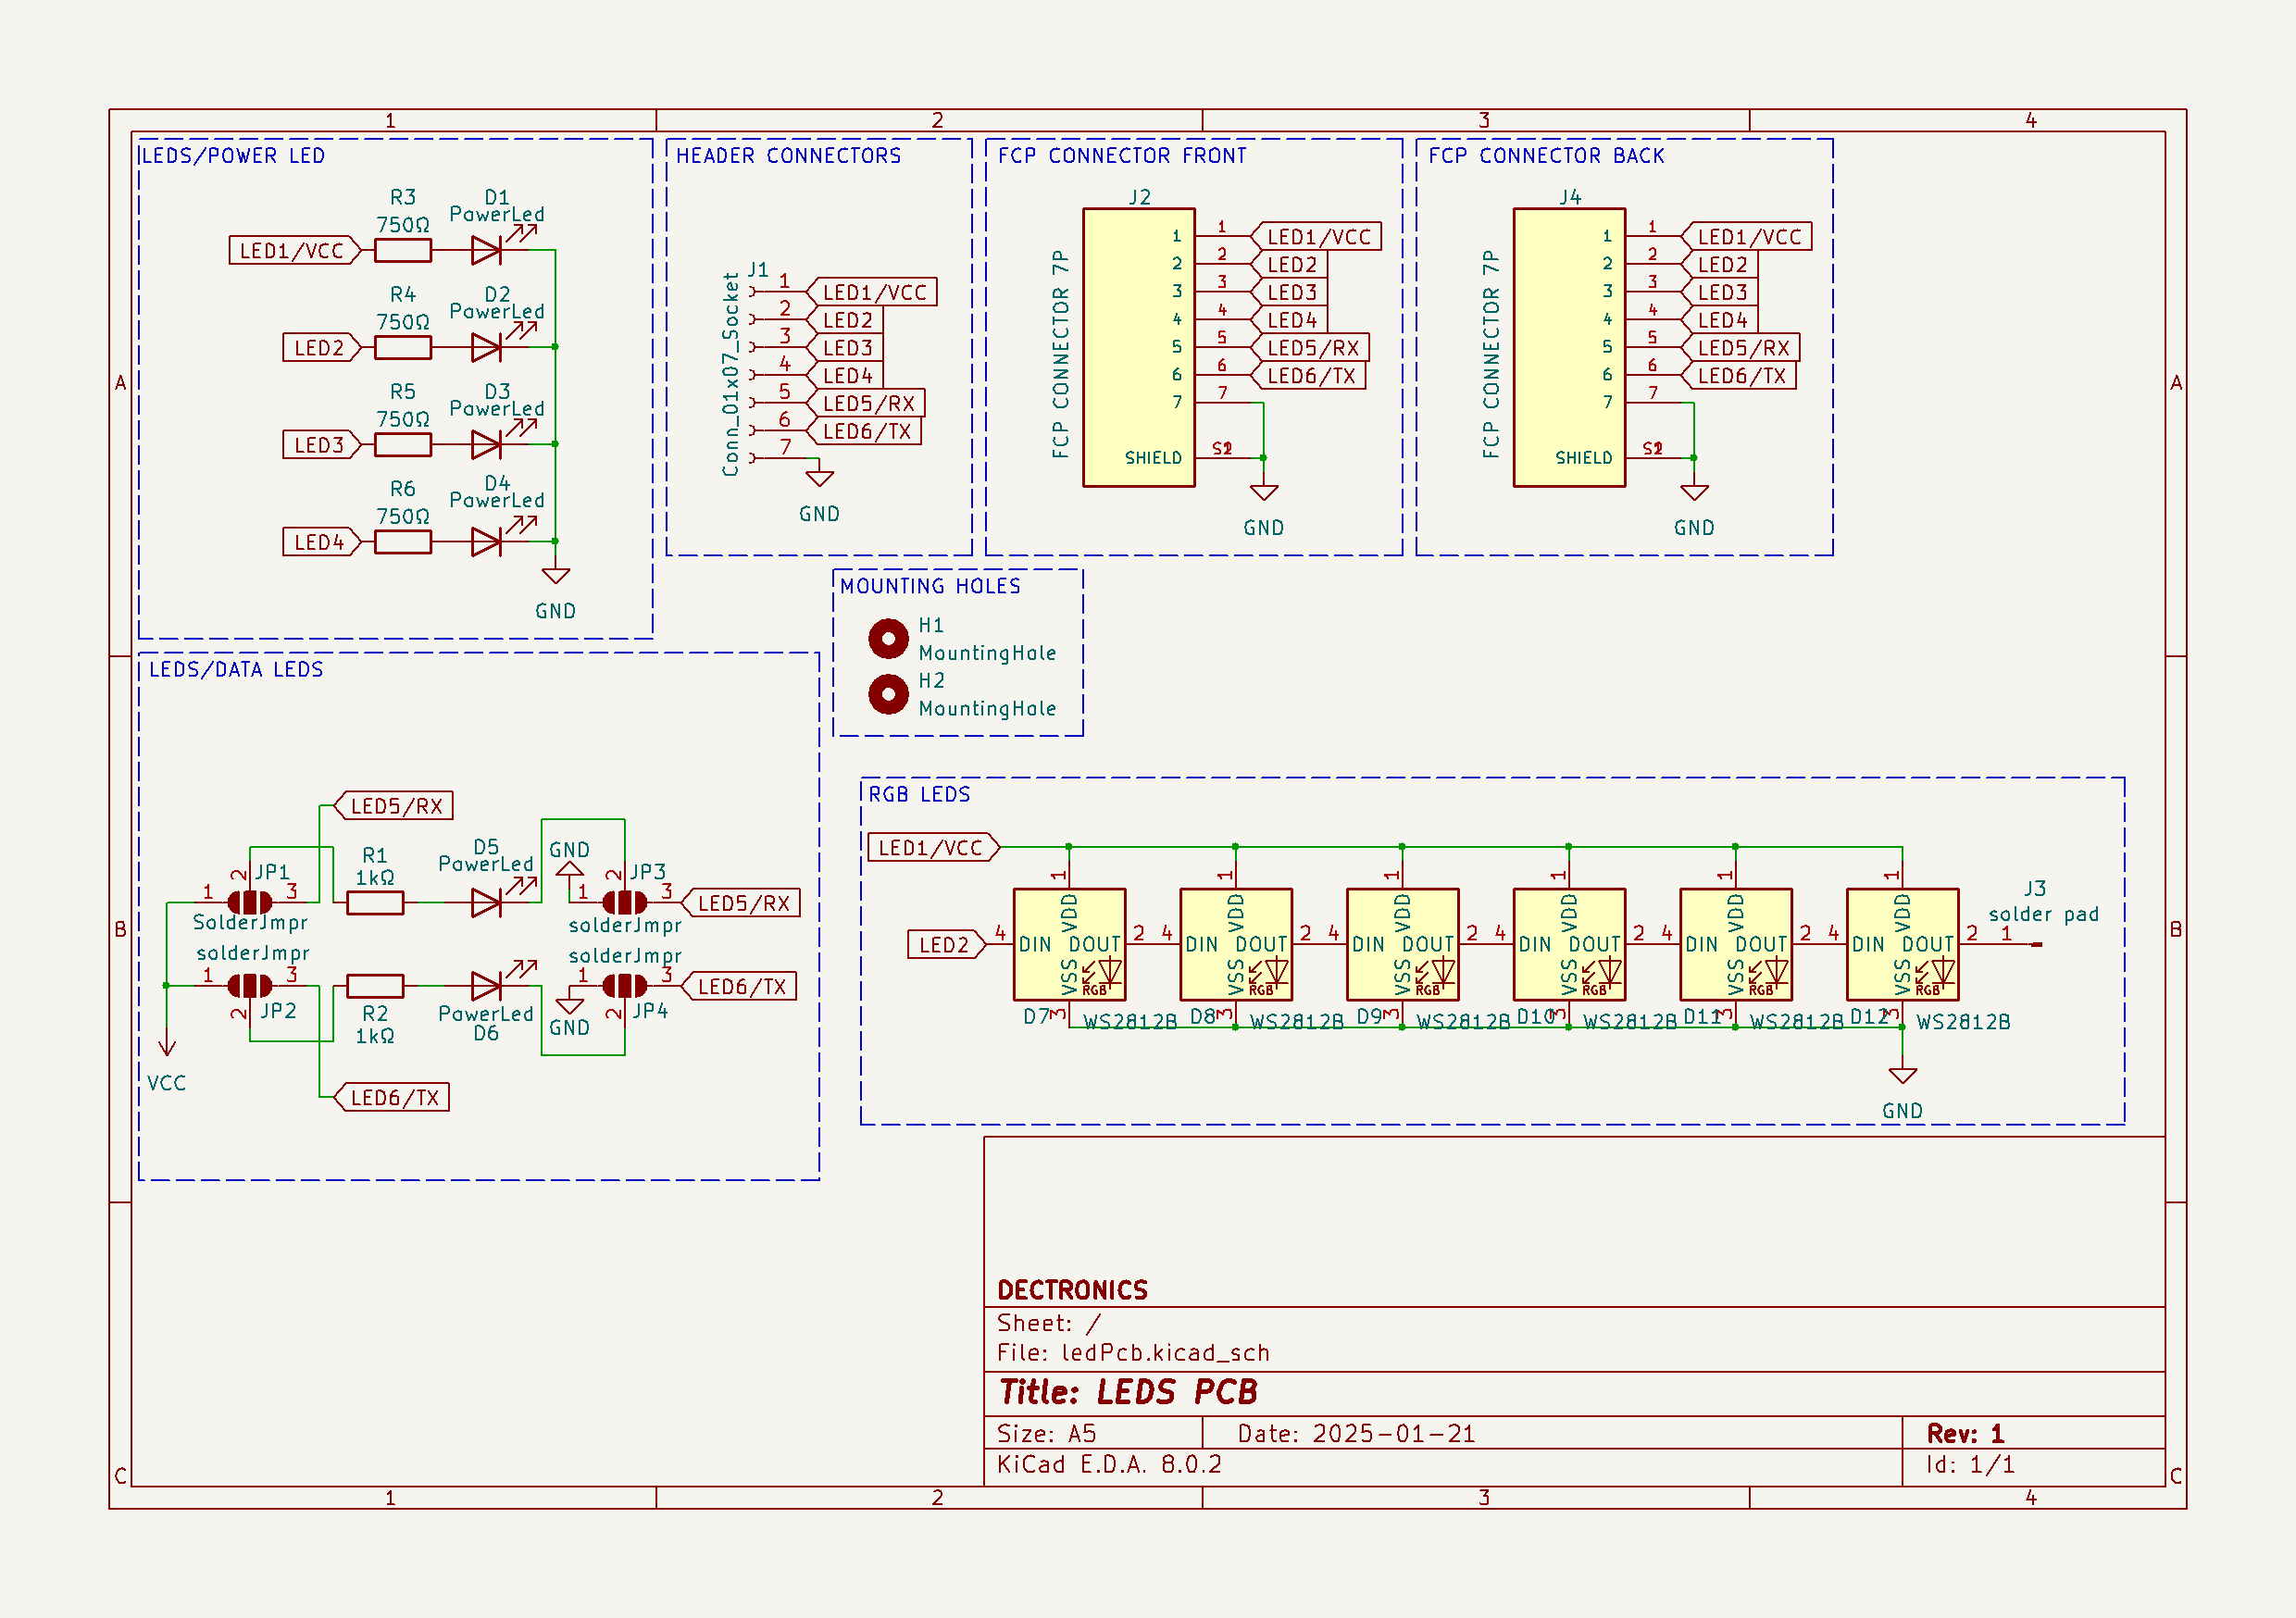 1 2 3 4
LEDS/POWER LED
R3
750Ω
D1
PowerLed
LED1/VCC
R4
750Ω
D2
PowerLed
LED2
R5
750Ω
D3
PowerLed
LED3
R6
750Ω
D4
PowerLed
LED4
GND
HEADER CONNECTORS
J1
Conn_01x07_Socket
1 LED1/VCC
2 LED2
3 LED3
4 LED4
5 LED5/RX
6 LED6/TX
7
GND
FCP CONNECTOR FRONT
J2
FCP CONNECTOR 7P
1 1 LED1/VCC
2 2 LED2
3 3 LED3
4 4 LED4
5 5 LED5/RX
6 6 LED6/TX
7 7
SHIELD
GND
FCP CONNECTOR BACK
J4
FCP CONNECTOR 7P
1 1 LED1/VCC
2 2 LED2
3 3 LED3
4 4 LED4
5 5 LED5/RX
6 6 LED6/TX
7 7
SHIELD
GND
A A
MOUNTING HOLES
H1
MountingHole
H2
MountingHole
LEDS/DATA LEDS
LED5/RX
JP1
1 2 3
SolderJmpr
R1
1kΩ
D5
PowerLed
GND
JP3
1 2 3
solderJmpr
LED5/RX
solderJmpr
1 2 3
JP2
R2
1kΩ
PowerLed
D6
GND
solderJmpr
1 2 3
JP4
LED6/TX
VCC
LED6/TX
RGB LEDS
LED1/VCC
LED2
1 VDD 4 DIN DOUT 2 VSS 3 RGB D7 WS2812B
1 VDD 4 DIN DOUT 2 VSS 3 RGB D8 WS2812B
1 VDD 4 DIN DOUT 2 VSS 3 RGB D9 WS2812B
1 VDD 4 DIN DOUT 2 VSS 3 RGB D10 WS2812B
1 VDD 4 DIN DOUT 2 VSS 3 RGB D11 WS2812B
1 VDD 4 DIN DOUT 2 VSS 3 RGB D12 WS2812B
J3
solder pad
1
GND
B B
DECTRONICS
Sheet: /
File: ledPcb.kicad_sch
Title: LEDS PCB
Size: A5 Date: 2025-01-21 Rev: 1
KiCad E.D.A. 8.0.2 Id: 1/1
C C
1 2 3 4